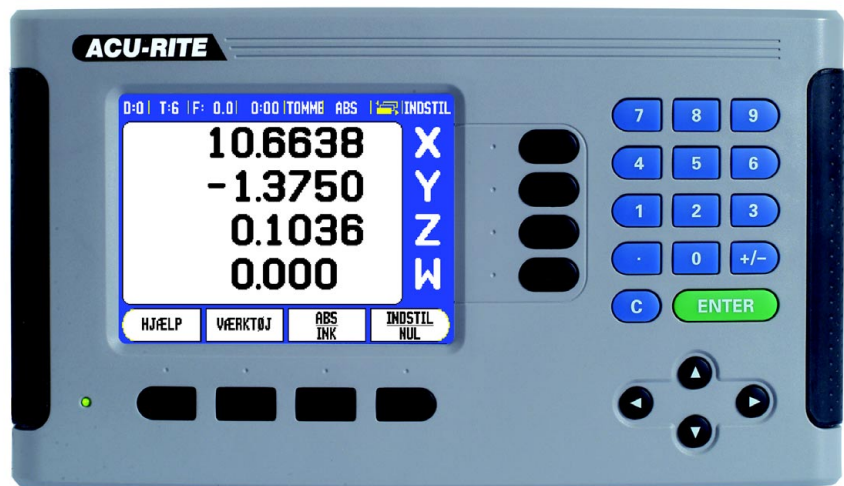 ACU-RITE
D:0| T:6 |F: 0.0| 0:00 |TOMME ABS | |INDSTIL
10.6638 X
-1.3750 Y
0.1036 Z
0.000 W
HJÆLP VÆRKTØJ ABS INK INDSTIL NUL
7 8 9
4 5 6
1 2 3
. 0 +/-
C ENTER